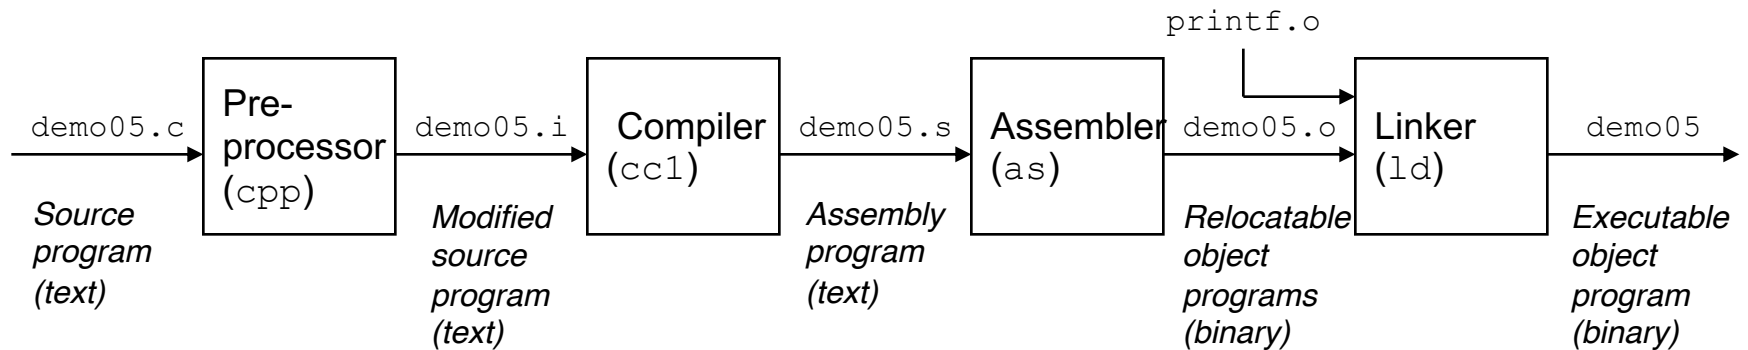 printf.o
demo05.c
Pre-
processor
(cpp)
demo05.i
Compiler
(cc1)
demo05.s
Assembler
(as)
demo05.o
Linker
(ld)
demo05
Source
program
(text)
Modified
source
program
(text)
Assembly
program
(text)
Relocatable
object
programs
(binary)
Executable
object
program
(binary)